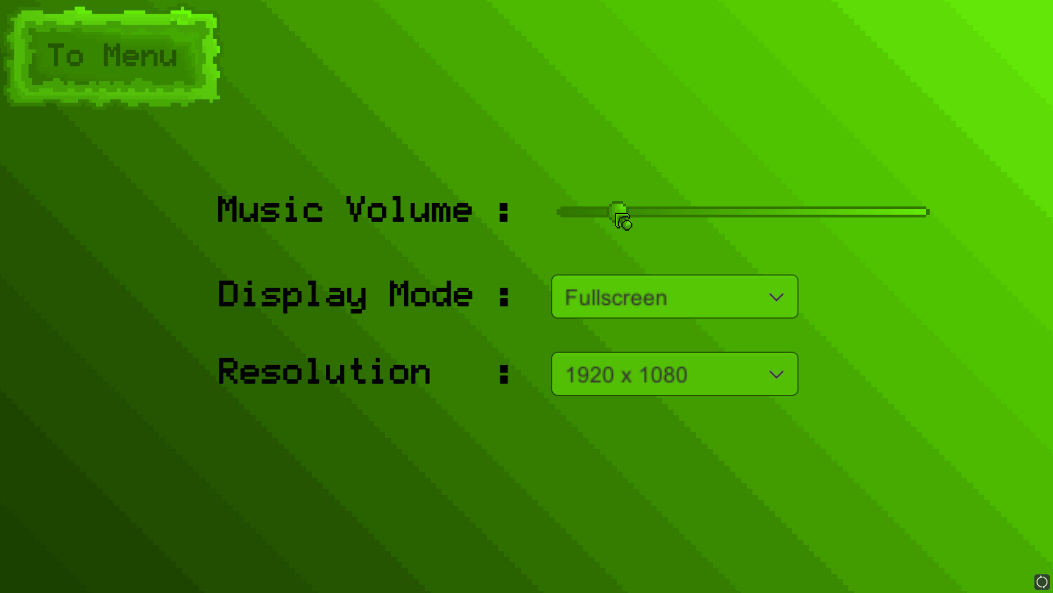 To Menu
Music Volume :
Display Mode : Fullscreen
Resolution : 1920 x 1080